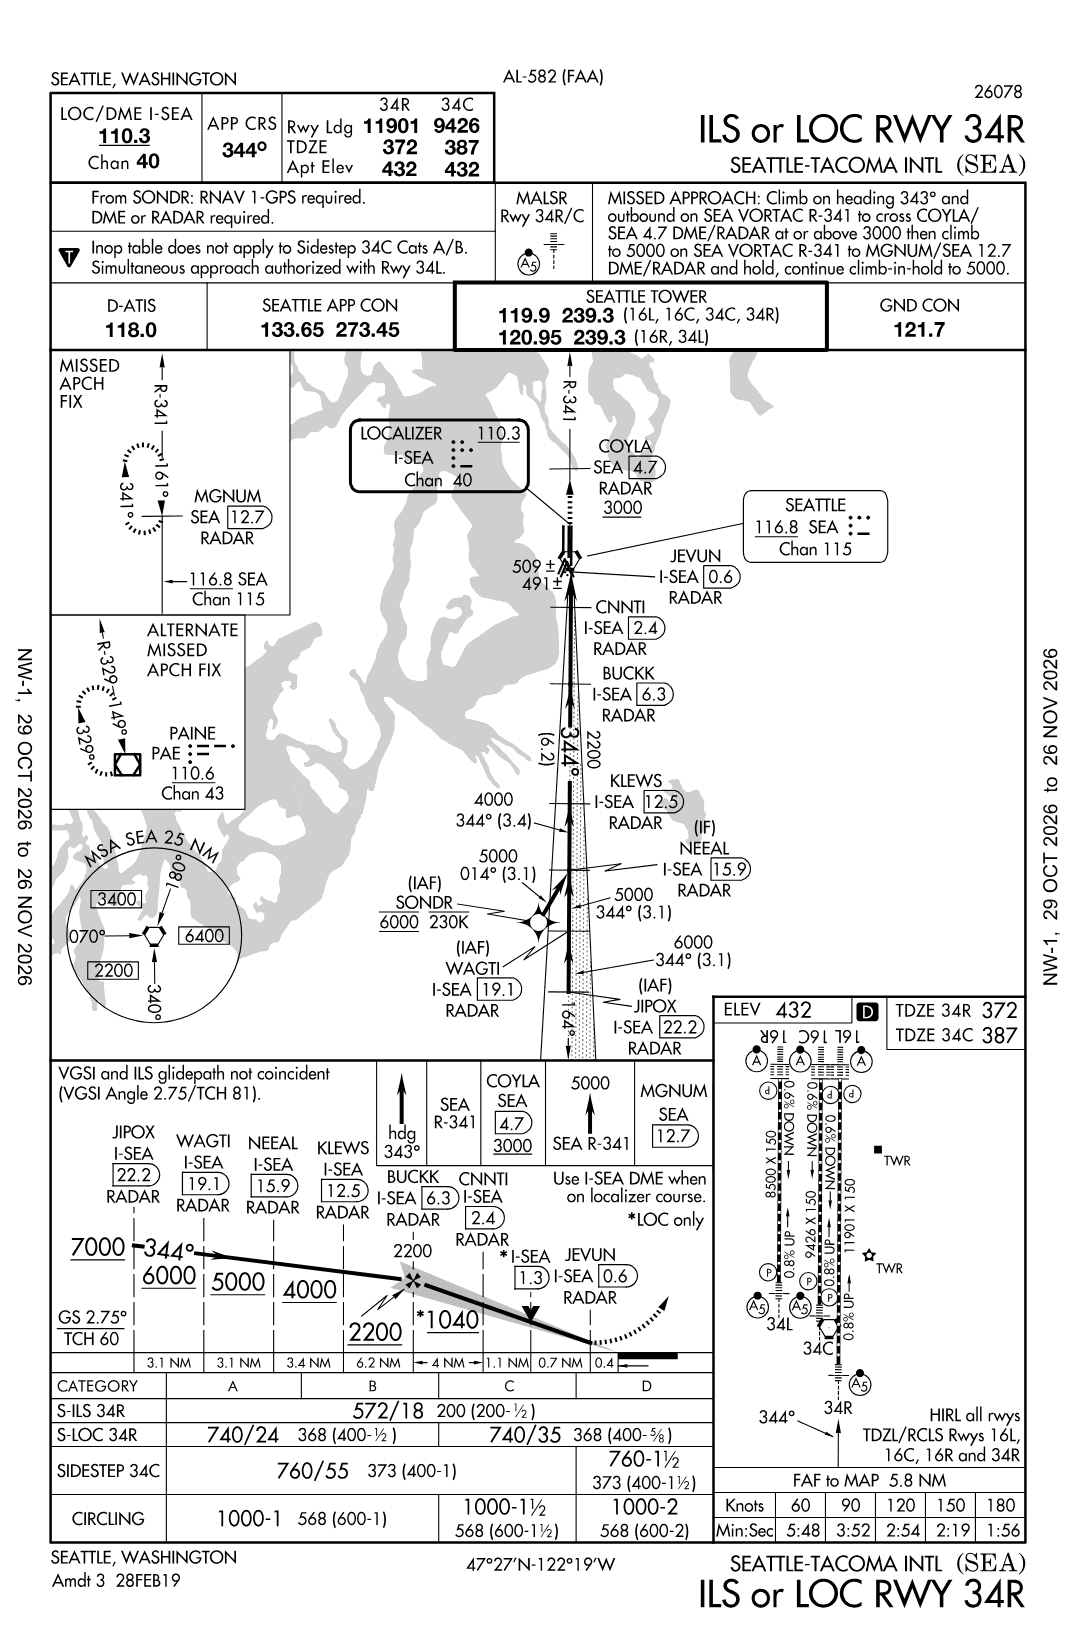 SEATTLE, WASHINGTON
AL-582 (FAA)
26078
LOC/DME I-SEA
110.3
Chan 40
APP CRS
344°
34R 34C
Rwy Ldg 11901 9426
TDZE 372 387
Apt Elev 432 432
ILS or LOC RWY 34R
SEATTLE-TACOMA INTL (SEA)
From SONDR: RNAV 1-GPS required.
DME or RADAR required.
T
Inop table does not apply to Sidestep 34C Cats A/B.
Simultaneous approach authorized with Rwy 34L.
MALSR
Rwy 34R/C
A5
MISSED APPROACH: Climb on heading 343° and
outbound on SEA VORTAC R-341 to cross COYLA/
SEA 4.7 DME/RADAR at or above 3000 then climb
to 5000 on SEA VORTAC R-341 to MGNUM/SEA 12.7
DME/RADAR and hold, continue climb-in-hold to 5000.
D-ATIS
118.0
SEATTLE APP CON
133.65 273.45
SEATTLE TOWER
119.9 239.3 (16L, 16C, 34C, 34R)
120.95 239.3 (16R, 34L)
GND CON
121.7
MISSED
APCH
FIX
R-341
161°
341°
MGNUM
SEA 12.7
RADAR
116.8 SEA
Chan 115
ALTERNATE
MISSED
APCH FIX
R-329
149°
329°
PAINE
PAE
110.6
Chan 43
MSA SEA 25 NM
180°
3400
070°
6400
2200
340°
LOCALIZER 110.3
I-SEA
Chan 40
R-341
COYLA
SEA 4.7
RADAR
3000
SEATTLE
116.8 SEA
Chan 115
509 ±
491±
JEVUN
I-SEA 0.6
RADAR
CNNTI
I-SEA 2.4
RADAR
BUCKK
I-SEA 6.3
RADAR
344°
2200
(6.2)
KLEWS
I-SEA 12.5
RADAR
4000
344° (3.4)
(IF)
NEEAL
I-SEA 15.9
RADAR
5000
014° (3.1)
(IAF)
SONDR
6000 230K
5000
344° (3.1)
6000
344° (3.1)
(IAF)
WAGTI
I-SEA 19.1
RADAR
(IAF)
JIPOX
I-SEA 22.2
RADAR
164°
NW-1, 29 OCT 2026 to 26 NOV 2026
NW-1, 29 OCT 2026 to 26 NOV 2026
ELEV 432
D
TDZE 34R 372
TDZE 34C 387
16R 16C 16L
A A A
P P P
0.6% DOWN
0.6% DOWN
0.6% DOWN
8500 X 150
9426 X 150
11901 X 150
TWR
TWR
0.8% UP
0.8% UP
0.8% UP
P P P
A5 A5
34L
34C
A5
34R
344°
HIRL all rwys
TDZL/RCLS Rwys 16L,
16C, 16R and 34R
FAF to MAP 5.8 NM
Knots 60 90 120 150 180
Min:Sec 5:48 3:52 2:54 2:19 1:56
VGSI and ILS glidepath not coincident
(VGSI Angle 2.75/TCH 81).
hdg
343°
SEA
R-341
COYLA
SEA
4.7
3000
5000
SEA R-341
MGNUM
SEA
12.7
JIPOX
I-SEA
22.2
RADAR
WAGTI
I-SEA
19.1
RADAR
NEEAL
I-SEA
15.9
RADAR
KLEWS
I-SEA
12.5
RADAR
BUCKK
I-SEA 6.3
RADAR
CNNTI
I-SEA
2.4
RADAR
Use I-SEA DME when
on localizer course.
*LOC only
7000
344°
6000
5000
4000
2200
2200
*1040
*I-SEA
1.3
JEVUN
I-SEA 0.6
RADAR
GS 2.75°
TCH 60
3.1 NM 3.1 NM 3.4 NM 6.2 NM 4 NM 1.1 NM 0.7 NM 0.4
CATEGORY A B C D
S-ILS 34R 572/18 200 (200-½)
S-LOC 34R 740/24 368 (400-½) 740/35 368 (400-⅝)
SIDESTEP 34C 760/55 373 (400-1)
760-1½
373 (400-1½)
CIRCLING 1000-1 568 (600-1)
1000-1½
568 (600-1½)
1000-2
568 (600-2)
SEATTLE, WASHINGTON
Amdt 3 28FEB19
47°27'N-122°19'W
SEATTLE-TACOMA INTL (SEA)
ILS or LOC RWY 34R